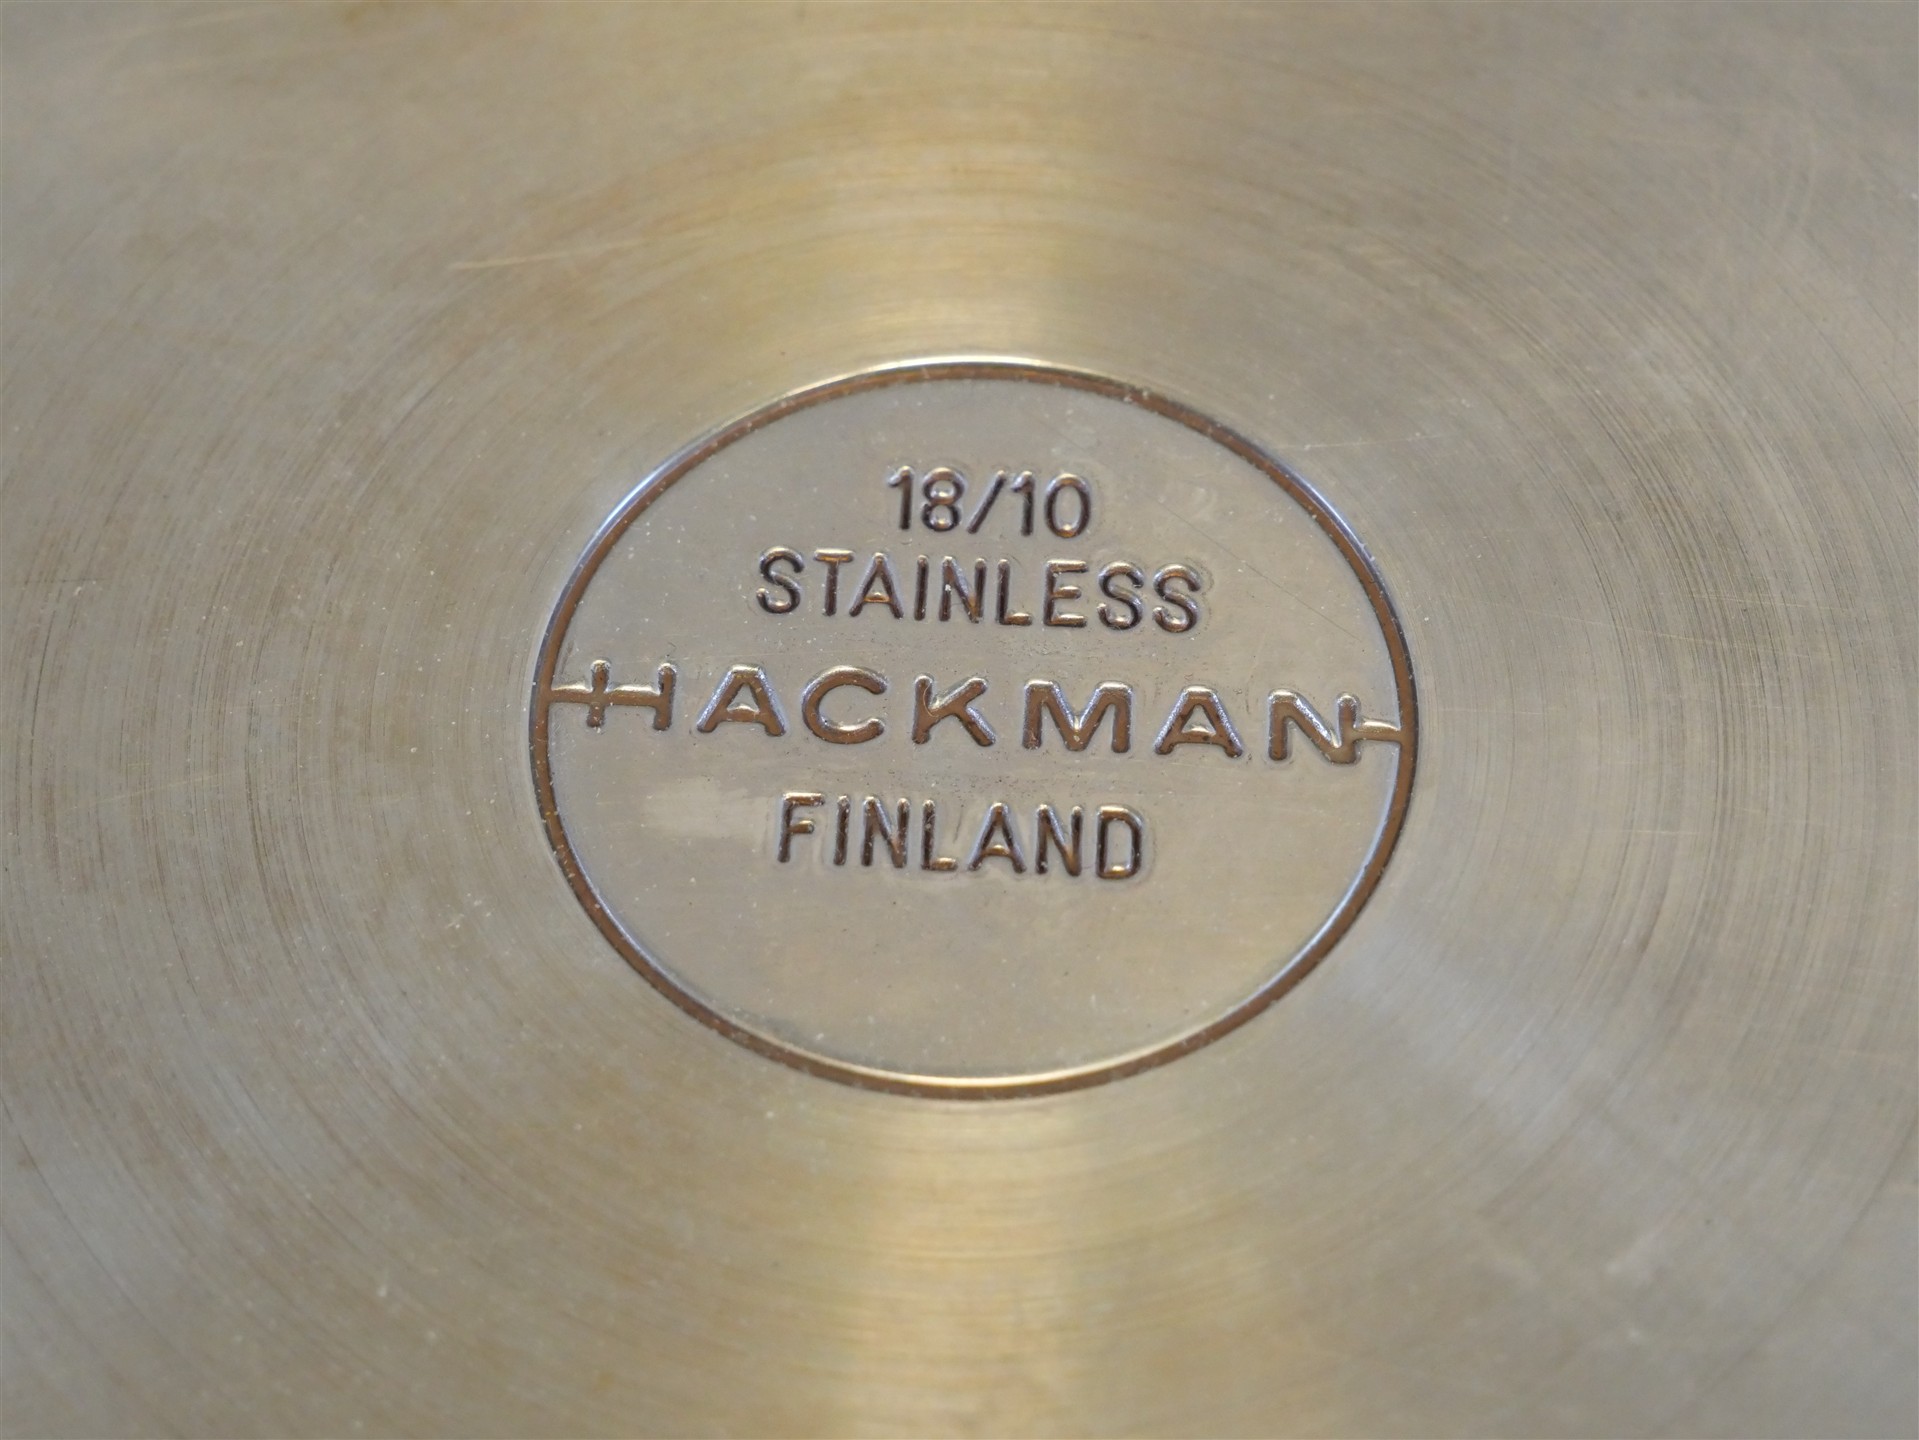 18/10
STAINLESS
HACKMAN
FINLAND